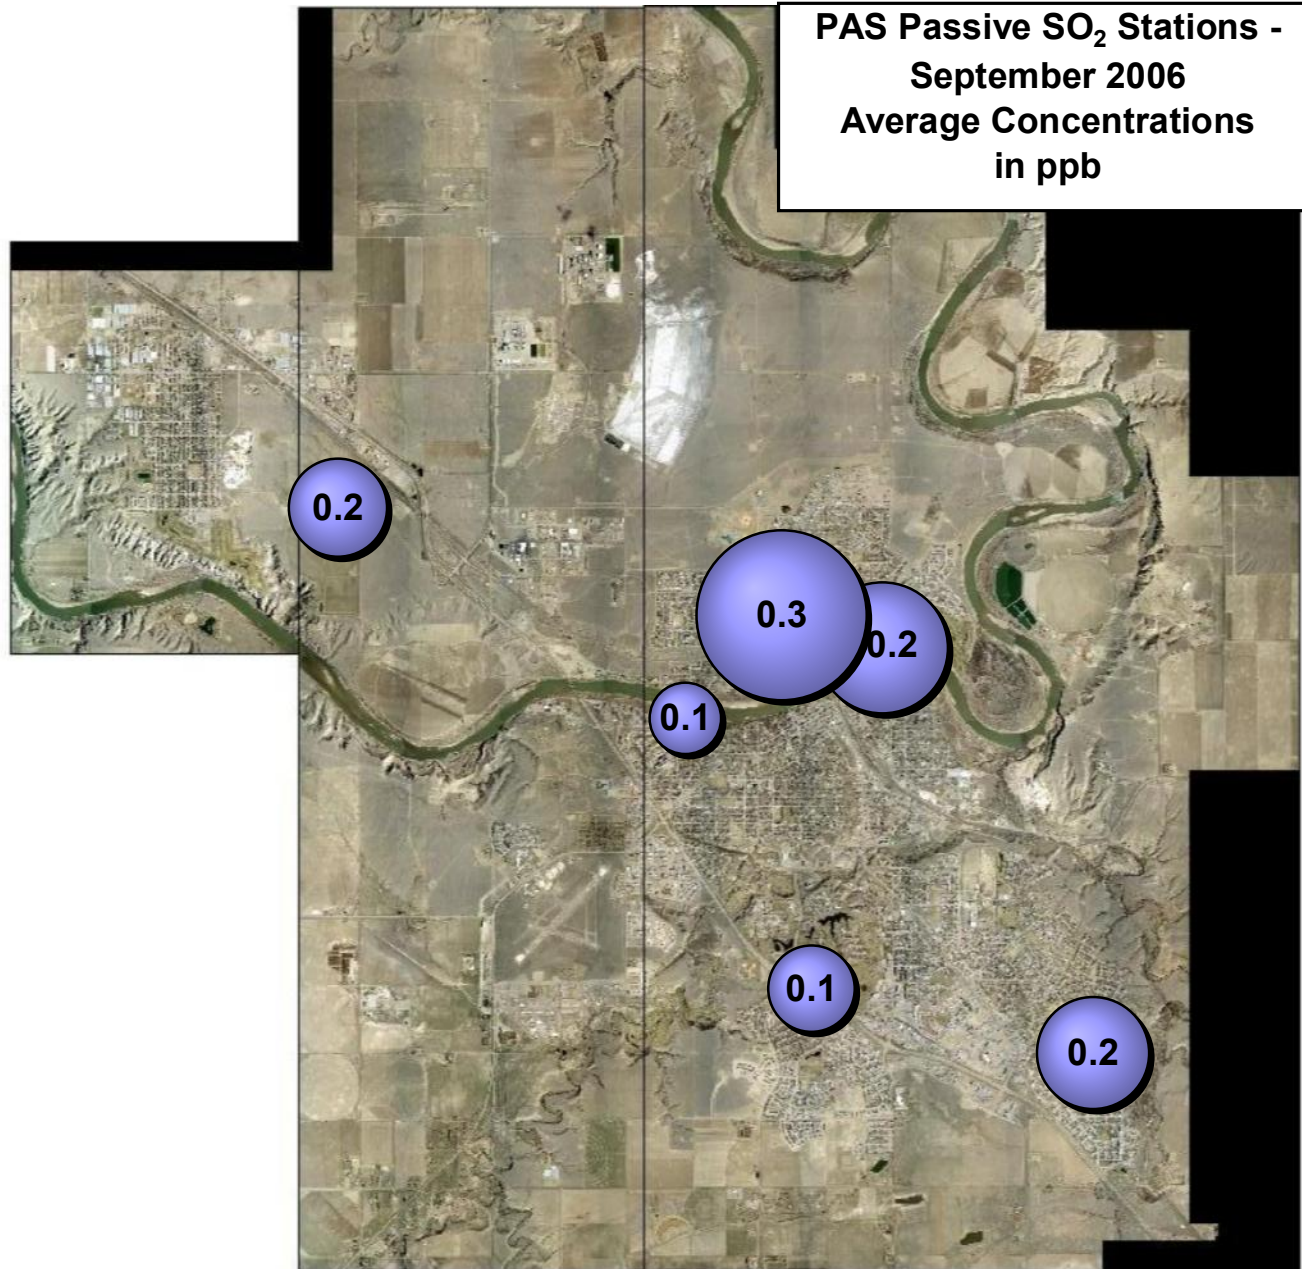 PAS Passive SO₂ Stations -
September 2006
Average Concentrations
in ppb
0.2
0.3
0.2
0.1
0.1
0.2